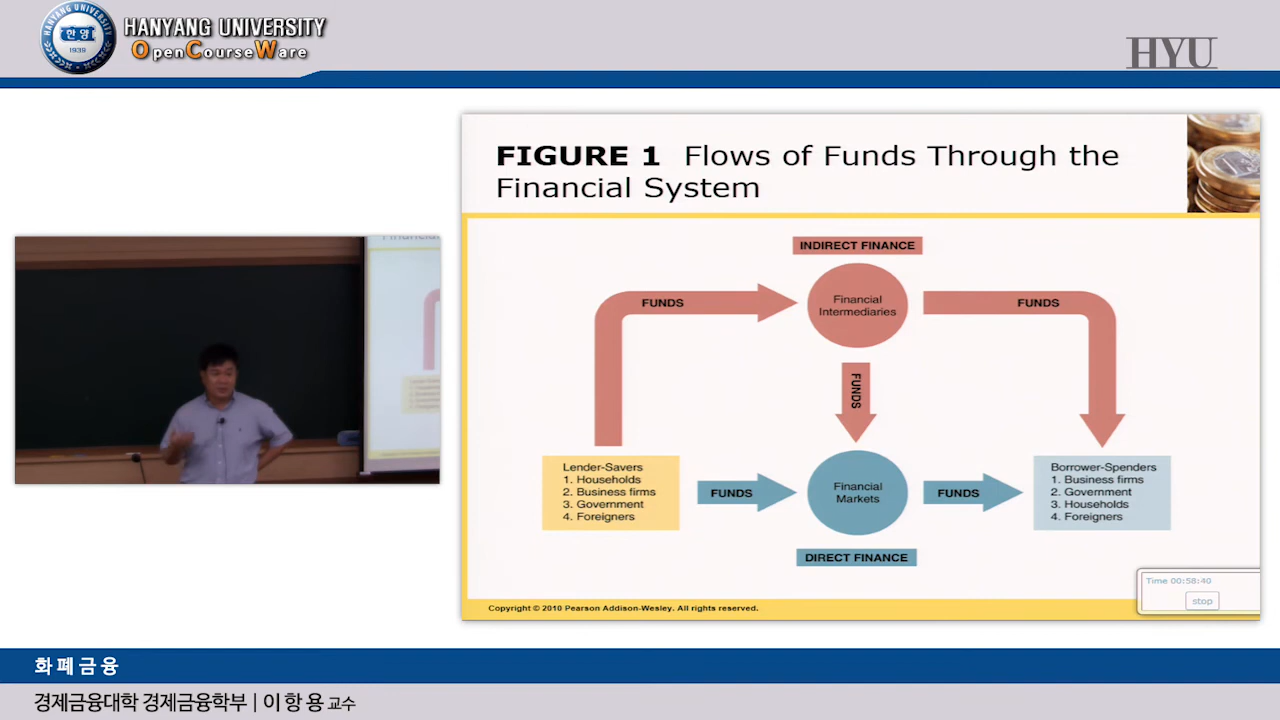 HANYANG UNIVERSITY
OpenCourseWare
한양
1939
HYU
FIGURE 1 Flows of Funds Through the
Financial System
INDIRECT FINANCE
FUNDS
Financial
Intermediaries
FUNDS
FUNDS
Lender-Savers
1. Households
2. Business firms
3. Government
4. Foreigners
FUNDS
Financial
Markets
FUNDS
Borrower-Spenders
1. Business firms
2. Government
3. Households
4. Foreigners
DIRECT FINANCE
Time 00:58:40
stop
Copyright © 2010 Pearson Addison-Wesley. All rights reserved.
화폐금융
경제금융대학 경제금융학부 | 이항용 교수